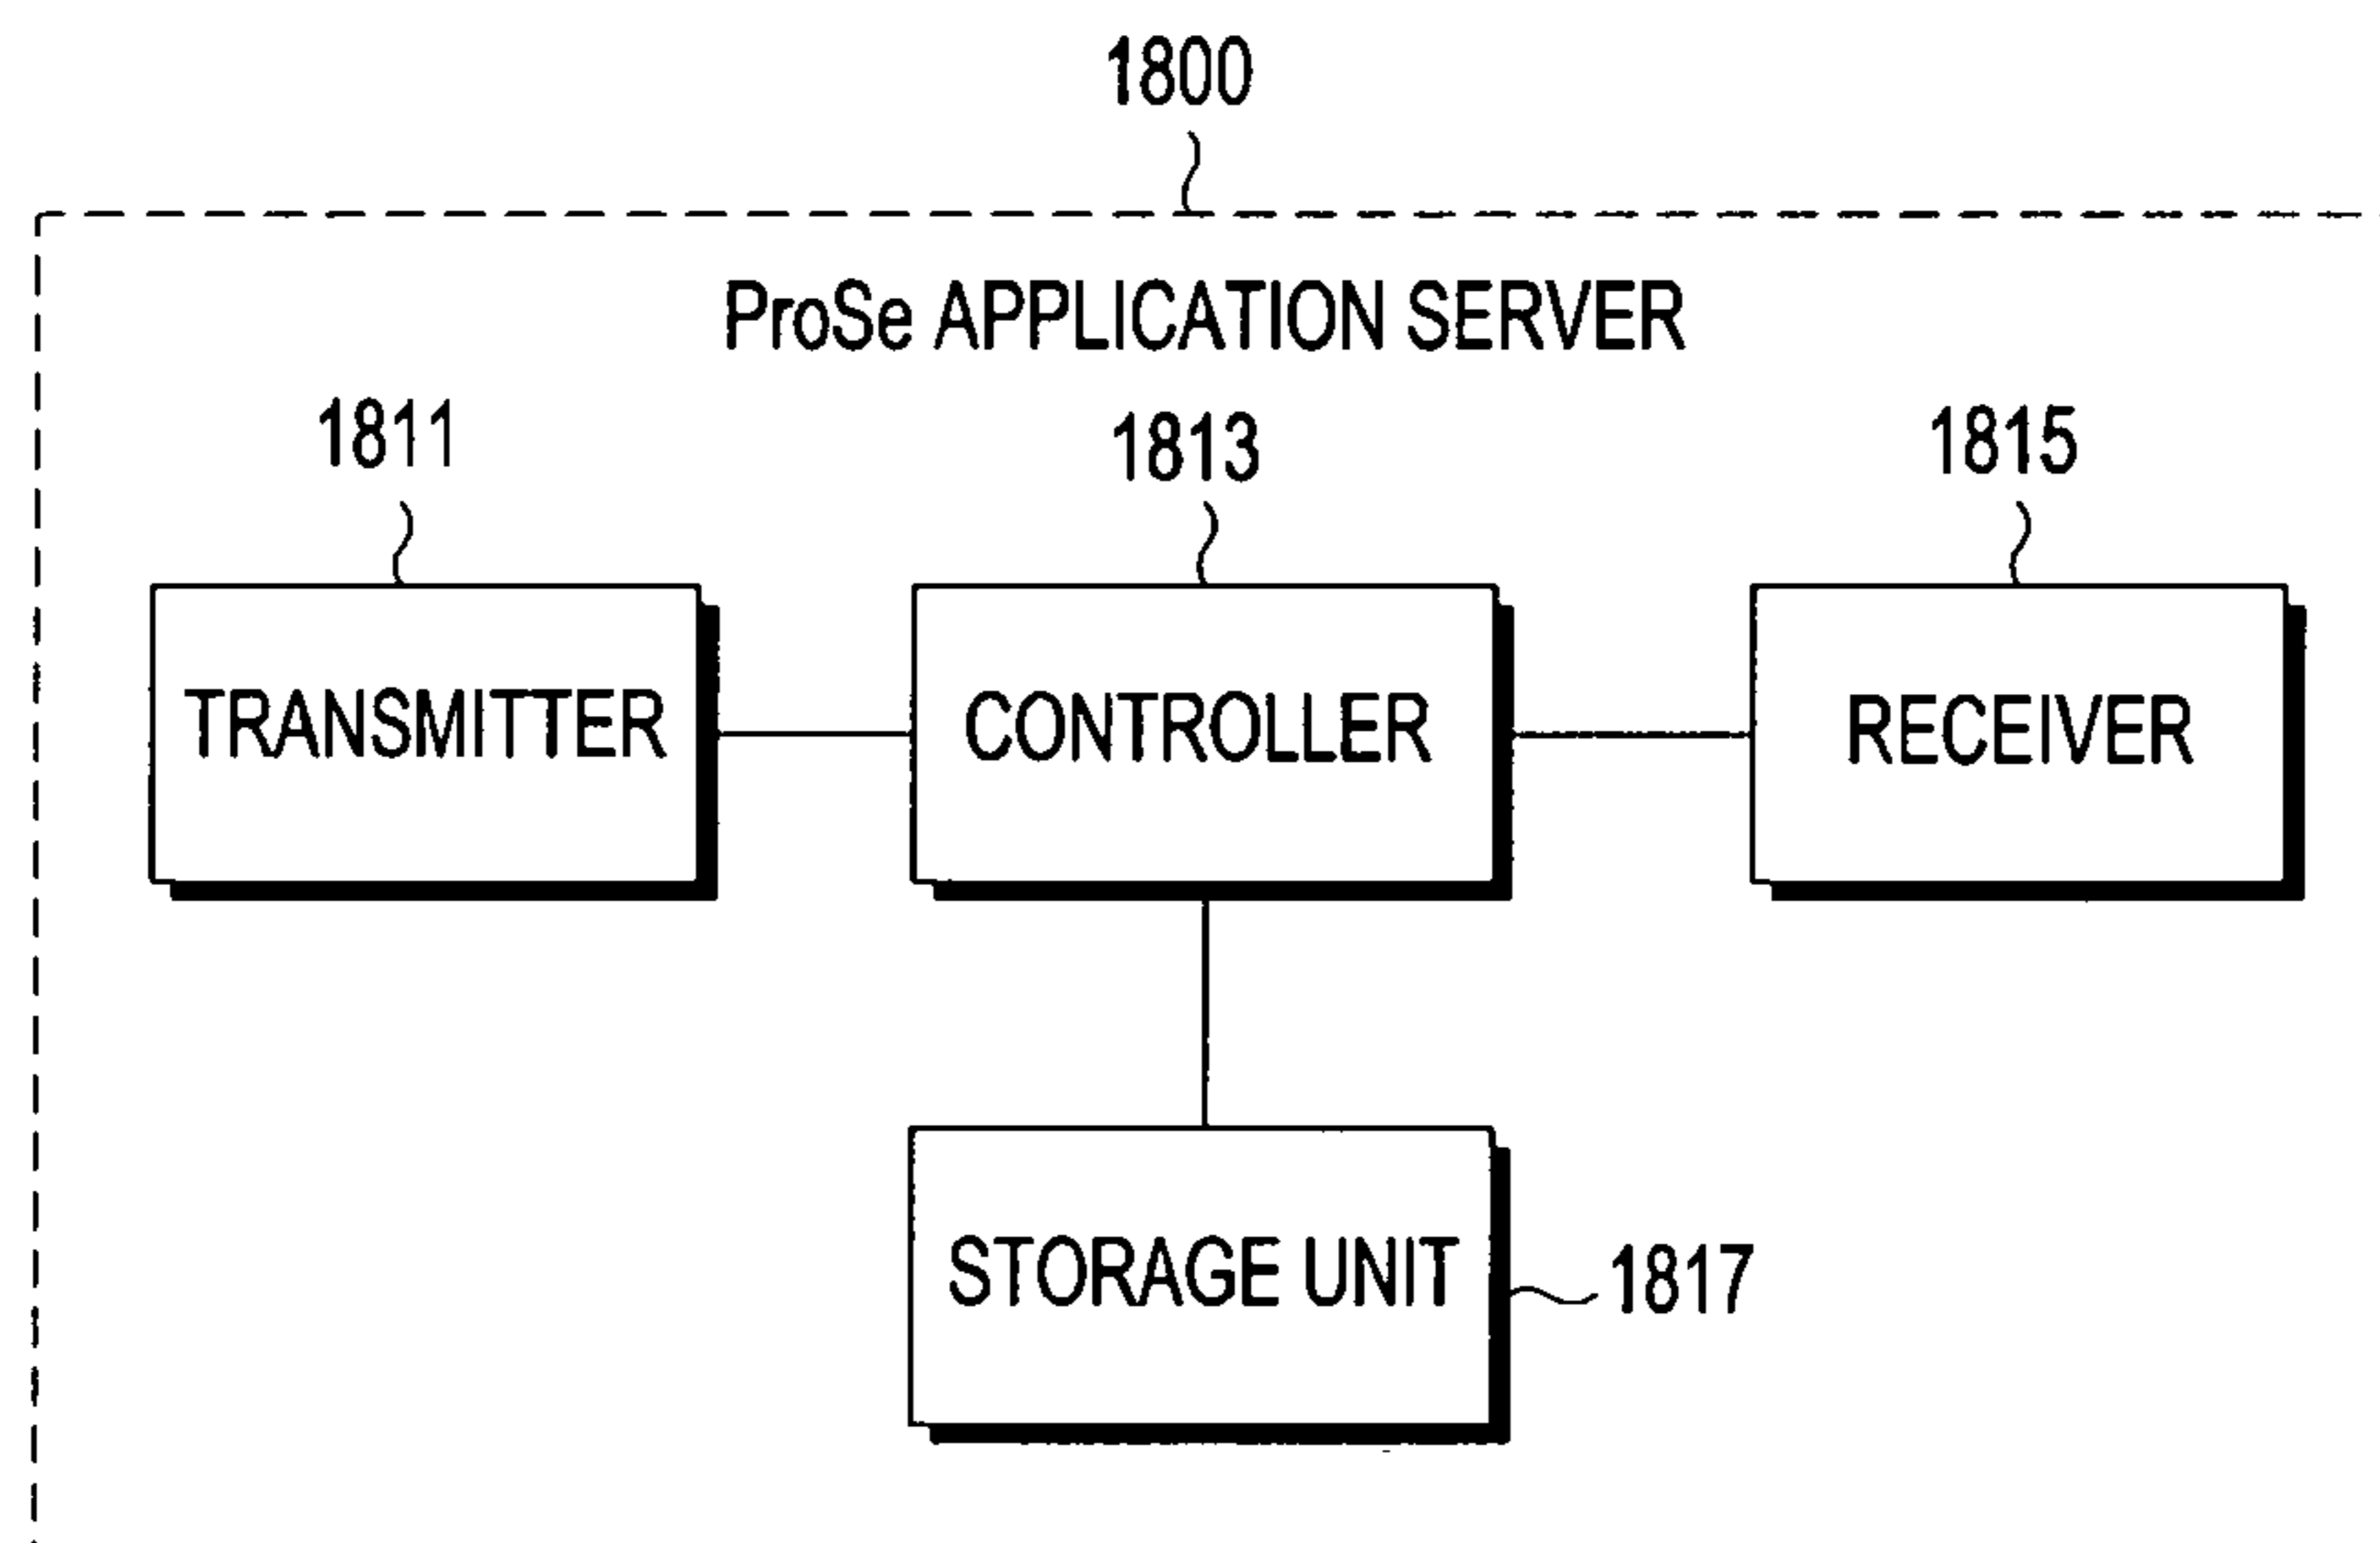 1800
ProSe APPLICATION SERVER
1811
1813
1815
TRANSMITTER
CONTROLLER
RECEIVER
STORAGE UNIT
1817